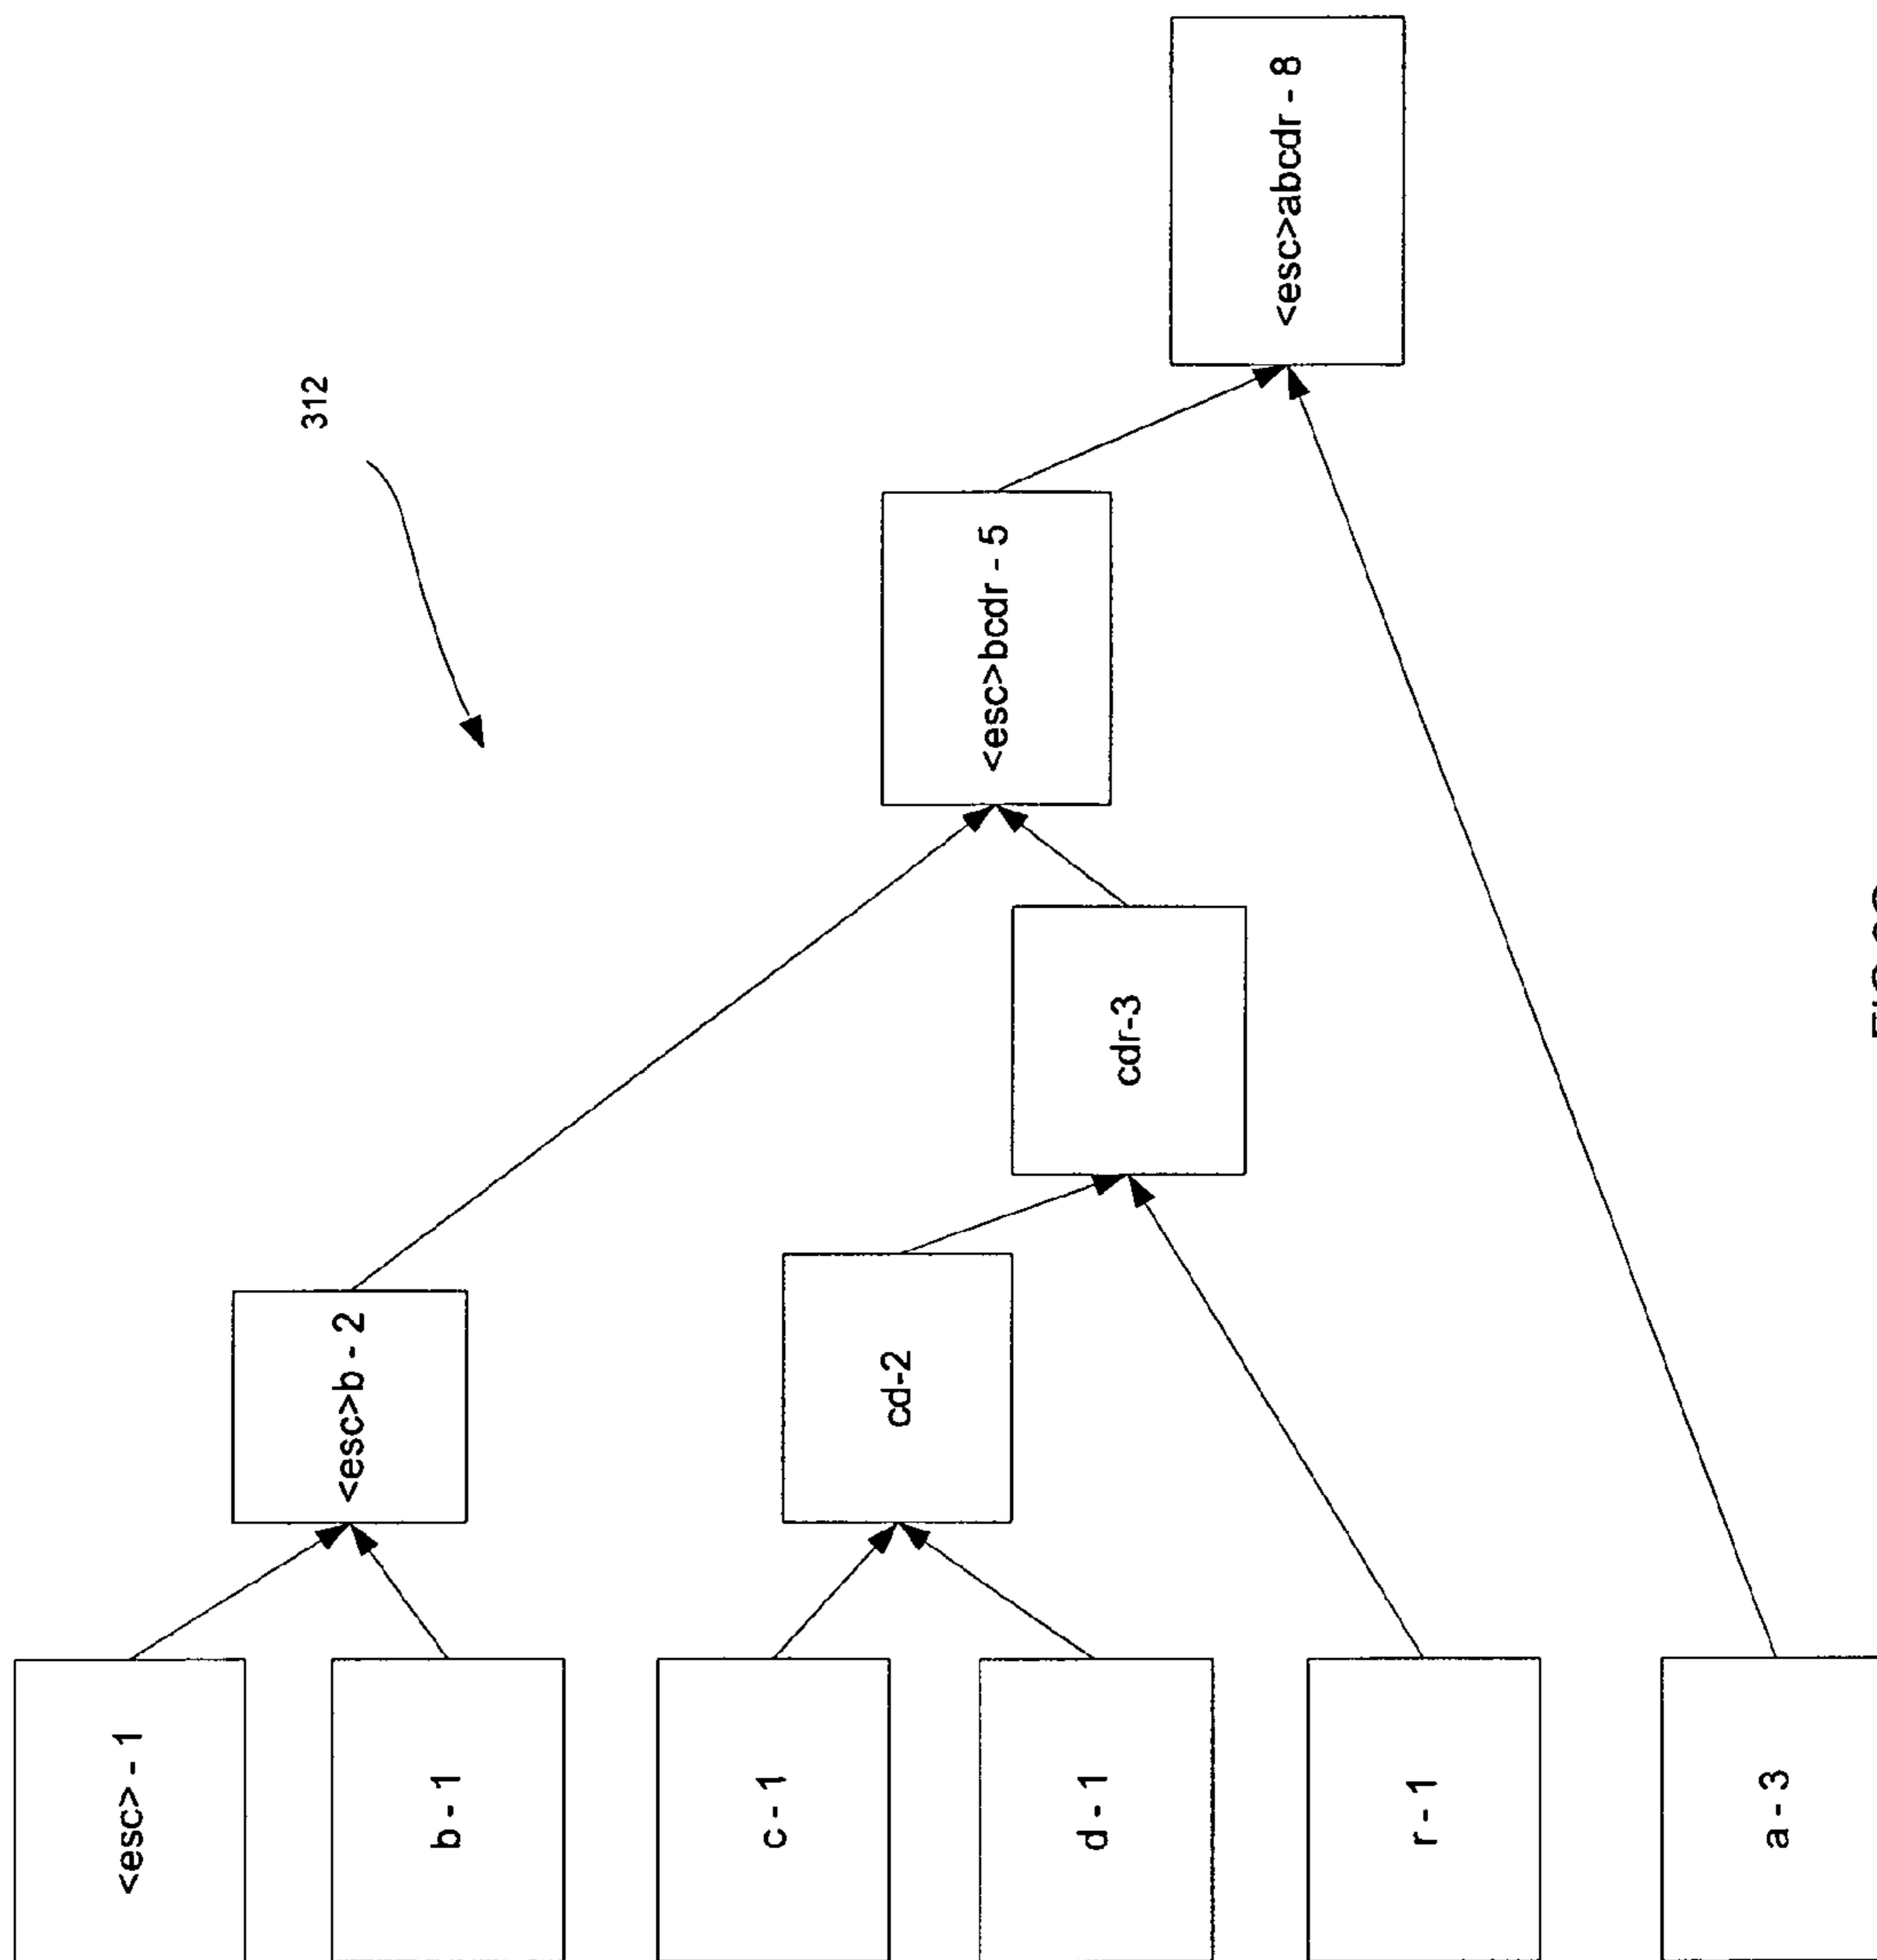 <esc> - 1
312
<esc>b - 2
b - 1
c - 1
cd-2
<esc>bcdr - 5
d - 1
cdr-3
<esc>abcdr - 8
r - 1
a - 3